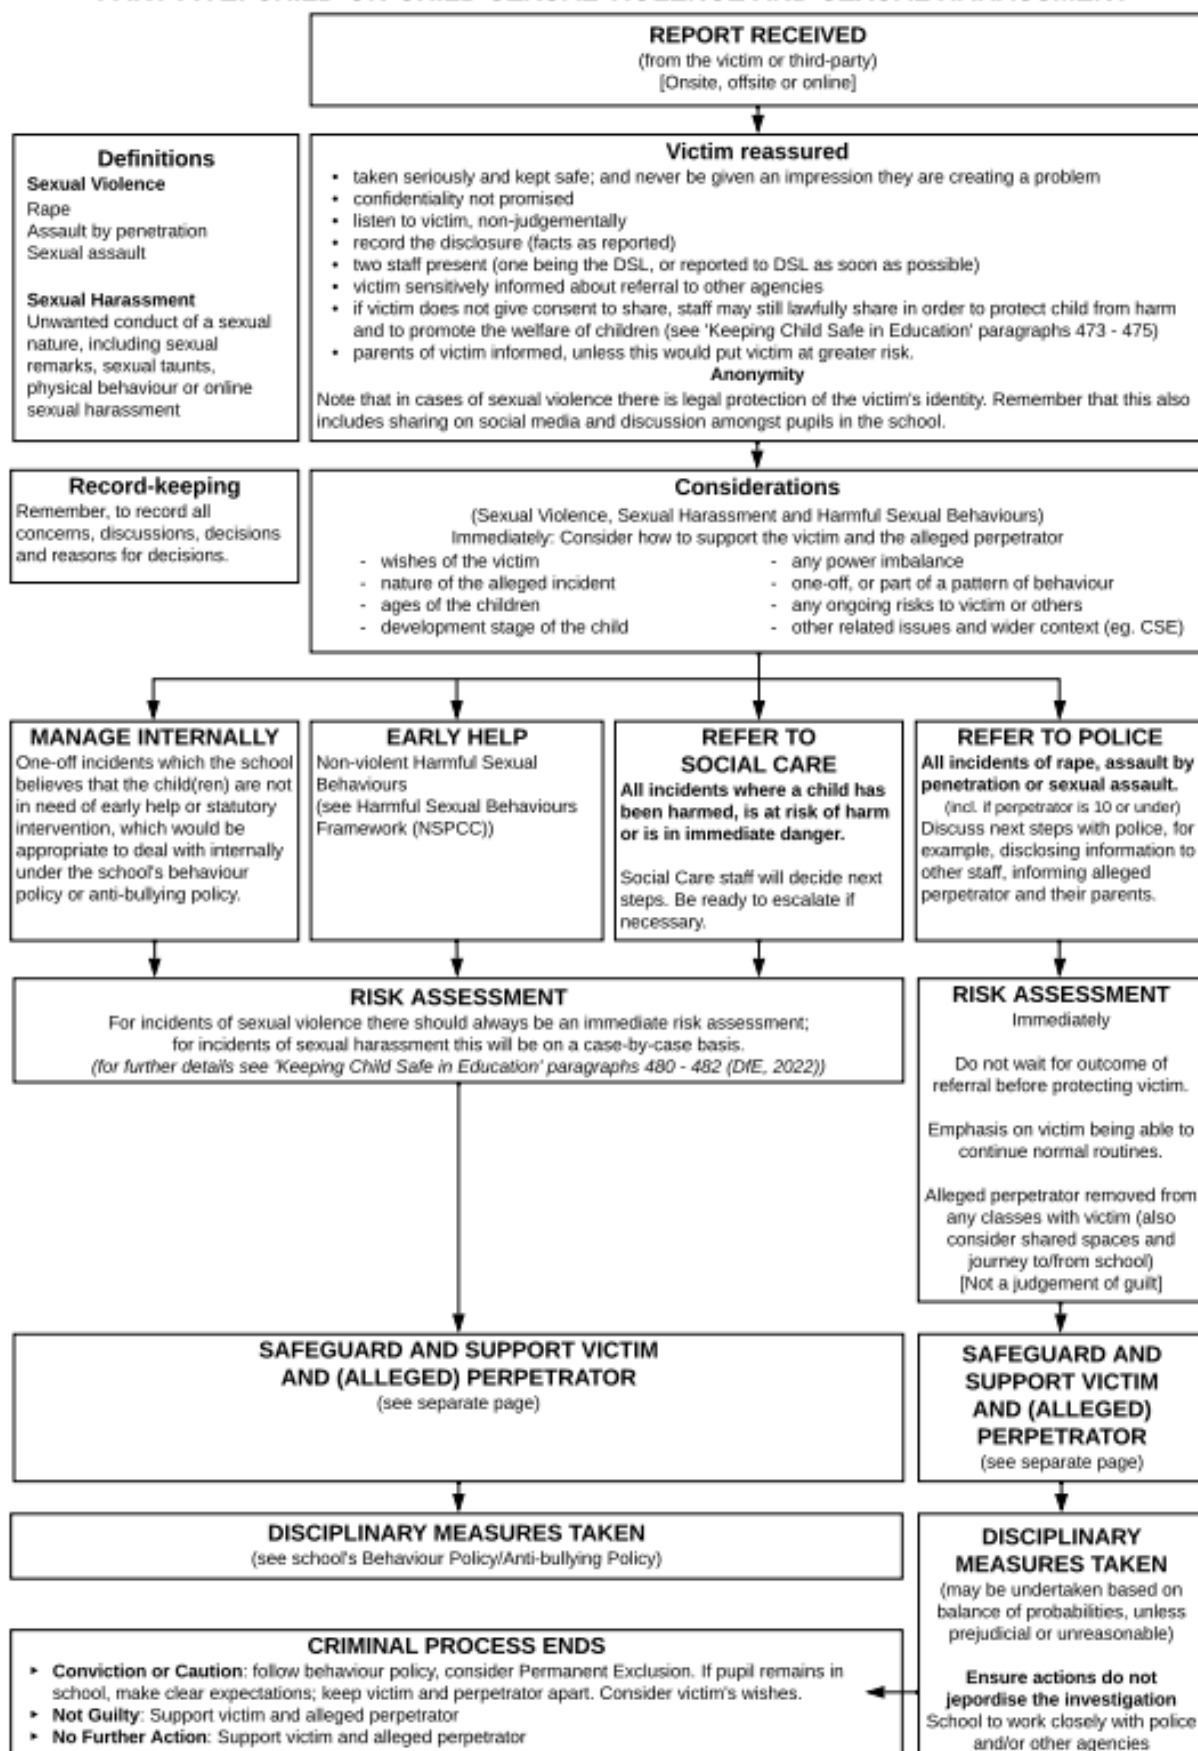 REPORT RECEIVED
(from the victim or third-party)
[Onsite, offsite or online]
Definitions
Sexual Violence
Rape
Assault by penetration
Sexual assault
Sexual Harassment
Unwanted conduct of a sexual
nature, including sexual
remarks, sexual taunts,
physical behaviour or online
sexual harassment
Victim reassured
• taken seriously and kept safe; and never be given an impression they are creating a problem
• confidentiality not promised
• listen to victim, non-judgementally
• record the disclosure (facts as reported)
• two staff present (one being the DSL, or reported to DSL as soon as possible)
• victim sensitively informed about referral to other agencies
• if victim does not give consent to share, staff may still lawfully share in order to protect child from harm
and to promote the welfare of children (see 'Keeping Child Safe in Education' paragraphs 473 - 475)
• parents of victim informed, unless this would put victim at greater risk.
Anonymity
Note that in cases of sexual violence there is legal protection of the victim's identity. Remember that this also
includes sharing on social media and discussion amongst pupils in the school.
Record-keeping
Remember, to record all
concerns, discussions, decisions
and reasons for decisions.
Considerations
(Sexual Violence, Sexual Harassment and Harmful Sexual Behaviours)
Immediately: Consider how to support the victim and the alleged perpetrator
- wishes of the victim
- nature of the alleged incident
- ages of the children
- development stage of the child
- any power imbalance
- one-off, or part of a pattern of behaviour
- any ongoing risks to victim or others
- other related issues and wider context (eg. CSE)
MANAGE INTERNALLY
One-off incidents which the school
believes that the child(ren) are not
in need of early help or statutory
intervention, which would be
appropriate to deal with internally
under the school's behaviour
policy or anti-bullying policy.
EARLY HELP
Non-violent Harmful Sexual
Behaviours
(see Harmful Sexual Behaviours
Framework (NSPCC))
REFER TO
SOCIAL CARE
All incidents where a child has
been harmed, is at risk of harm
or is in immediate danger.
Social Care staff will decide next
steps. Be ready to escalate if
necessary.
REFER TO POLICE
All incidents of rape, assault by
penetration or sexual assault.
(incl. if perpetrator is 10 or under)
Discuss next steps with police, for
example, disclosing information to
other staff, informing alleged
perpetrator and their parents.
RISK ASSESSMENT
For incidents of sexual violence there should always be an immediate risk assessment;
for incidents of sexual harassment this will be on a case-by-case basis.
(for further details see 'Keeping Child Safe in Education' paragraphs 480 - 482 (DfE, 2022))
RISK ASSESSMENT
Immediately
Do not wait for outcome of
referral before protecting victim.
Emphasis on victim being able to
continue normal routines.
Alleged perpetrator removed from
any classes with victim (also
consider shared spaces and
journey to/from school)
[Not a judgement of guilt]
SAFEGUARD AND SUPPORT VICTIM
AND (ALLEGED) PERPETRATOR
(see separate page)
SAFEGUARD AND
SUPPORT VICTIM
AND (ALLEGED)
PERPETRATOR
(see separate page)
DISCIPLINARY MEASURES TAKEN
(see school's Behaviour Policy/Anti-bullying Policy)
DISCIPLINARY
MEASURES TAKEN
(may be undertaken based on
balance of probabilities, unless
prejudicial or unreasonable)
Ensure actions do not
jepordise the investigation
School to work closely with police
and/or other agencies
CRIMINAL PROCESS ENDS
▸ Conviction or Caution: follow behaviour policy, consider Permanent Exclusion. If pupil remains in
school, make clear expectations; keep victim and perpetrator apart. Consider victim's wishes.
▸ Not Guilty: Support victim and alleged perpetrator
▸ No Further Action: Support victim and alleged perpetrator